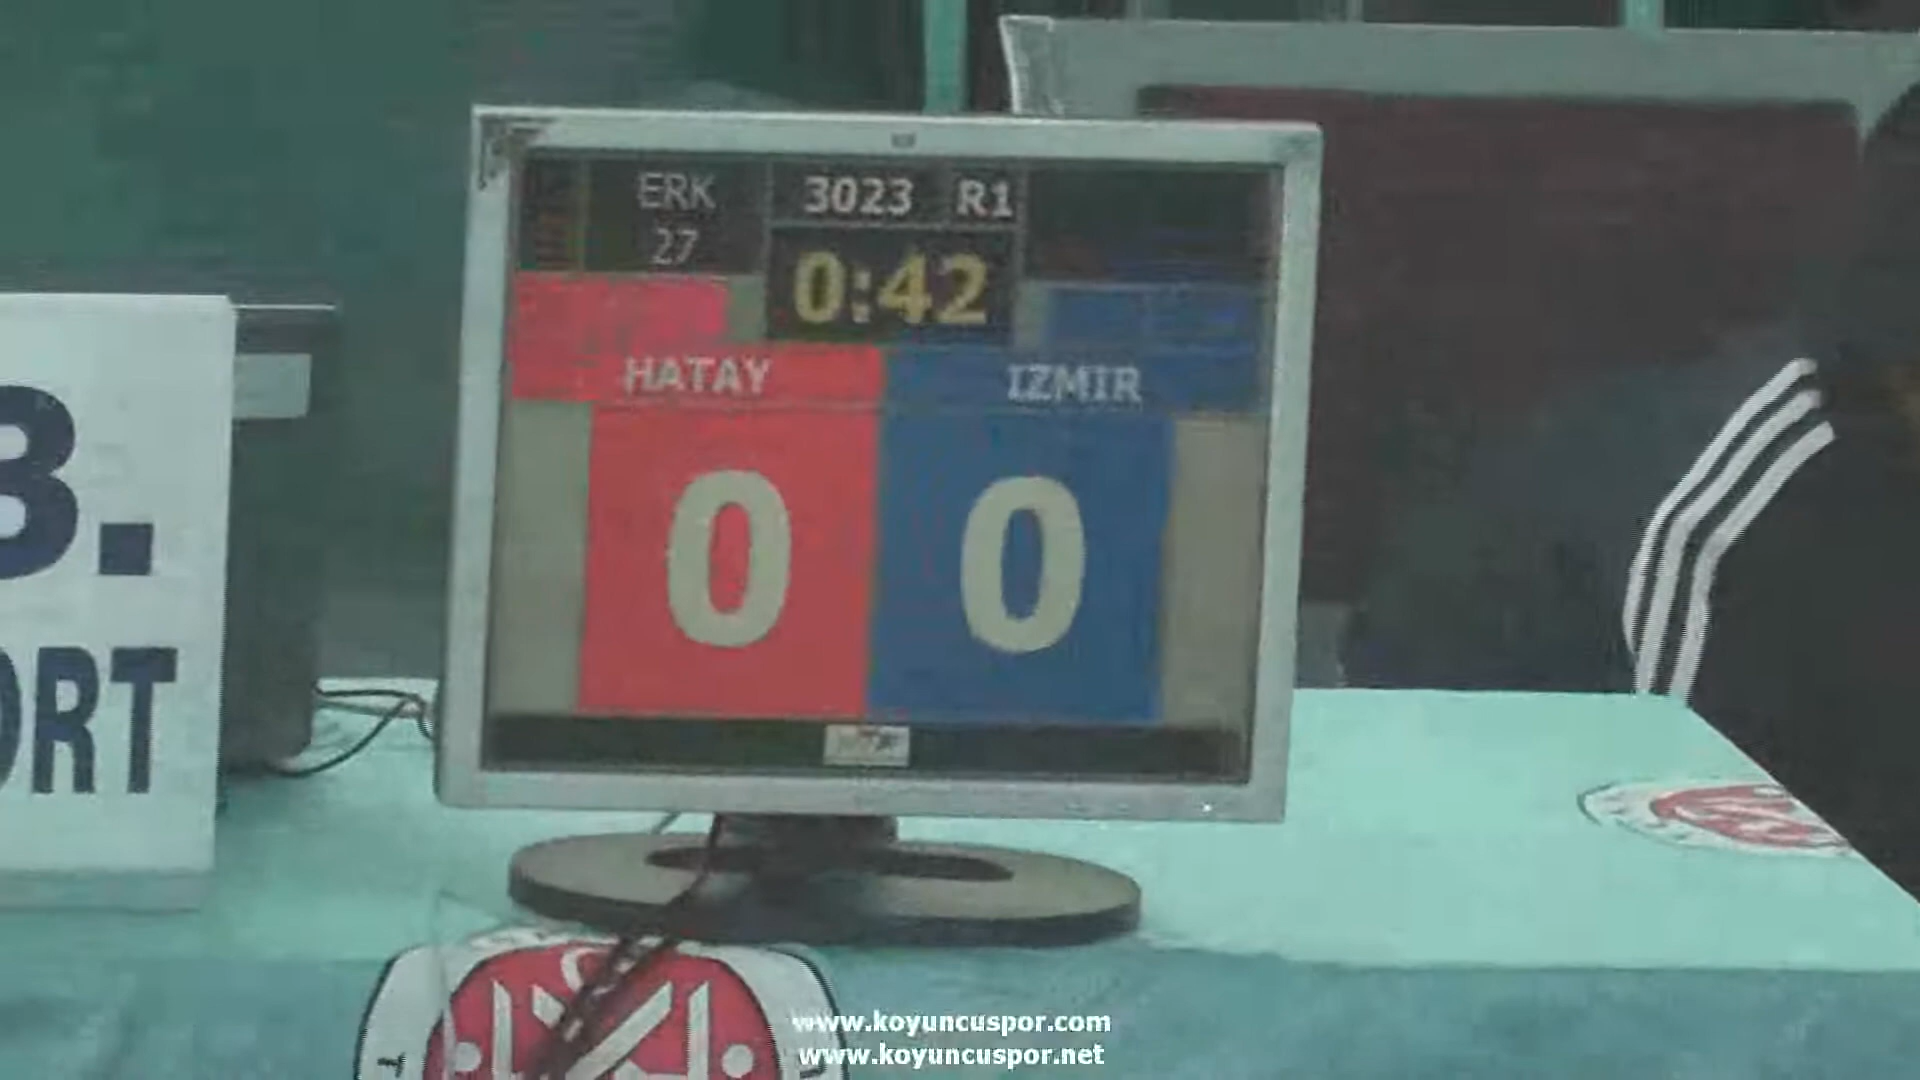 ERK 3023 R1
27
0:42
HATAY IZMIR
0 0
B.
ORT
www.koyuncuspor.com
www.koyuncuspor.net